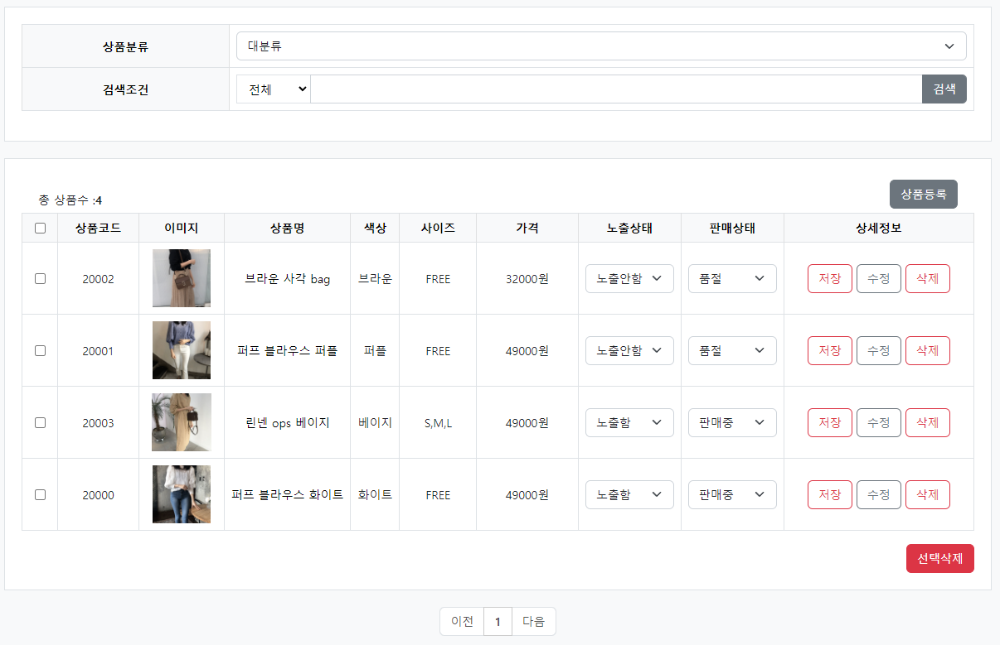 상품분류 대분류
검색조건 전체 검색
총 상품수 :4 상품등록
상품코드 이미지 상품명 색상 사이즈 가격 노출상태 판매상태 상세정보
20002 브라운 사각 bag 브라운 FREE 32000원 노출안함 품절 저장 수정 삭제
20001 퍼프 블라우스 퍼플 퍼플 FREE 49000원 노출안함 품절 저장 수정 삭제
20003 린넨 ops 베이지 베이지 S,M,L 49000원 노출함 판매중 저장 수정 삭제
20000 퍼프 블라우스 화이트 화이트 FREE 49000원 노출함 판매중 저장 수정 삭제
선택삭제
이전 1 다음